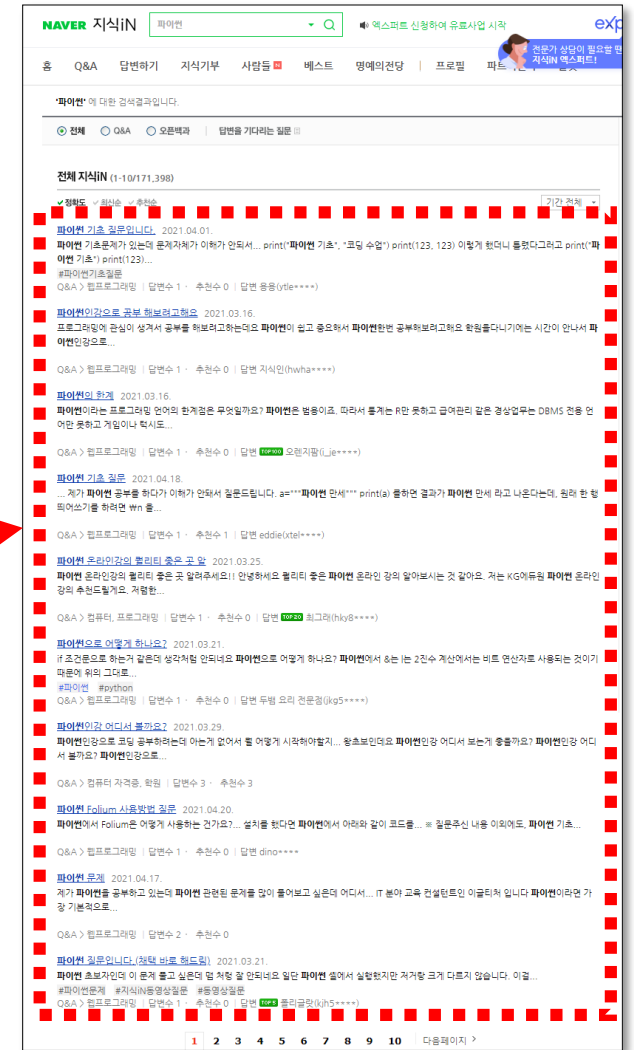 NAVER 지식iN 파이썬 엑스퍼트 신청하여 유료사업 시작 exp
전문가 상담이 필요할 땐
지식iN 엑스퍼트!
홈 Q&A 답변하기 지식기부 사람들 베스트 명예의전당 프로필
'파이썬' 에 대한 검색결과입니다.
전체 Q&A 오픈백과 답변을 기다리는 질문
전체 지식iN (1-10/171,398)
정확도 최신순 추천순 기간 전체
파이썬 기초 질문입니다. 2021.04.01.
파이썬 기초문제가 있는데 문제자체가 이해가 안되서... print("파이썬 기초", "코딩 수업") print(123, 123) 이렇게 했더니 틀렸다그러고 print("파
이썬 기초") print(123)...
#파이썬기초질문
Q&A > 웹프로그래밍 | 답변수 1 · 추천수 0 | 답변 용용(ytle****)
파이썬인강으로 공부 해보려고해요 2021.03.16.
프로그래밍에 관심이 생겨서 공부를 해보려고하는데요 파이썬이 쉽고 중요해서 파이썬한번 공부해보려고해요 학원을다니기에는 시간이 안나서 파
이썬인강으로...
Q&A > 웹프로그래밍 | 답변수 1 · 추천수 0 | 답변 지식인(hwha****)
파이썬의 한계 2021.03.16.
파이썬이라는 프로그래밍 언어의 한계점은 무엇일까요? 파이썬은 범용이죠. 따라서 통계는 R만 못하고 급여관리 같은 경상업무는 DBMS 전용 언
어만 못하고 게임이나 럭시도...
Q&A > 웹프로그래밍 | 답변수 1 · 추천수 0 | 답변 TOP100 오렌지팜(i_je****)
파이썬 기초 질문 2021.04.18.
... 제가 파이썬 공부를 하다가 이해가 안돼서 질문드립니다. a="""파이썬 만세""" print(a) 를하면 결과가 파이썬 만세 라고 나온다는데, 원래 한 행
띄어쓰기를 하려면 ₩n 을...
Q&A > 웹프로그래밍 | 답변수 1 · 추천수 1 | 답변 eddie(xtel****)
파이썬 온라인강의 퀄리티 좋은 곳 알 2021.03.25.
파이썬 온라인강의 퀄리티 좋은 곳 알려주세요!! 안녕하세요 퀄리티 좋은 파이썬 온라인 강의 알아보시는 것 같아요. 저는 KG에듀원 파이썬 온라인
강의 추천드릴게요. 저렴한...
Q&A > 컴퓨터, 프로그래밍 | 답변수 1 · 추천수 0 | 답변 TOP20 최그래(hky8****)
파이썬으로 어떻게 하나요? 2021.03.21.
if 조건문으로 하는거 같은데 생각처럼 안되네요 파이썬으로 어떻게 하나요? 파이썬에서 &는 |는 2진수 계산에서는 비트 연산자로 사용되는 것이기
때문에 위의 그대로...
#파이썬 #python
Q&A > 웹프로그래밍 | 답변수 1 · 추천수 0 | 답변 두뱀 요리 전문점(jkg5****)
파이썬인강 어디서 볼까요? 2021.03.29.
파이썬인강으로 코딩 공부하려는데 아는게 없어서 뭘 어떻게 시작해야할지... 왕초보인데요 파이썬인강 어디서 보는게 좋을까요? 파이썬인강 어디
서 볼까요? 파이썬인강으로...
Q&A > 컴퓨터 자격증, 학원 | 답변수 3 · 추천수 3
파이썬 Folium 사용방법 질문 2021.04.20.
파이썬에서 Folium은 어떻게 사용하는 건가요?... 설치를 했다면 파이썬에서 아래와 같이 코드를... ※ 질문주신 내용 이외에도, 파이썬 기초...
Q&A > 웹프로그래밍 | 답변수 1 · 추천수 0 | 답변 dino****
파이썬 문제 2021.04.17.
제가 파이썬을 공부하고 있는데 파이썬 관련된 문제를 많이 풀어보고 싶은데 어디서... IT 분야 교육 컨설턴트인 이글티처 입니다 파이썬이라면 가
장 기본적으로...
Q&A > 웹프로그래밍 | 답변수 2 · 추천수 0
파이썬 질문입니다.(채택 바로 해드림) 2021.03.21.
파이썬 초보자인데 이 문제 풀고 싶은데 멈 처럼 잘 안되네요 일단 파이썬 셸에서 실행했지만 저거랑 크게 다르지 않습니다. 이걸...
#파이썬문제 #지식iN동영상질문 #동영상질문
Q&A > 웹프로그래밍 | 답변수 1 · 추천수 0 | 답변 폴리글랏(kjh5****)
1 2 3 4 5 6 7 8 9 10 다음페이지 >